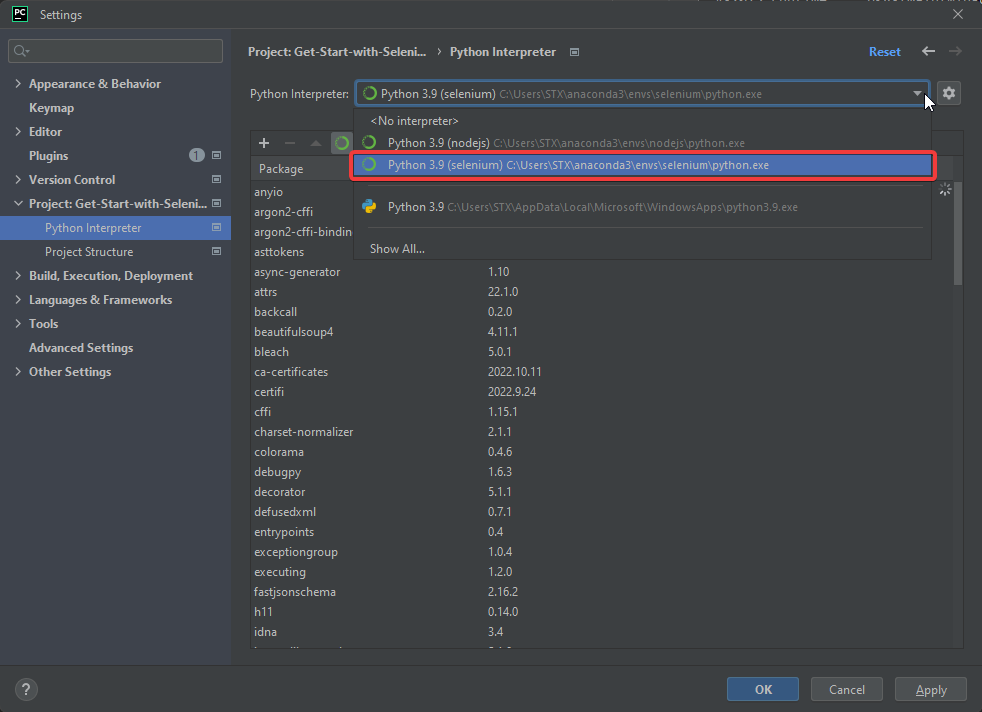 PC Settings
Project: Get-Start-with-Seleni... › Python Interpreter Reset
Appearance & Behavior
Keymap
Editor
Plugins 1
Version Control
Project: Get-Start-with-Seleni...
Python Interpreter
Project Structure
Build, Execution, Deployment
Languages & Frameworks
Tools
Advanced Settings
Other Settings
Python Interpreter: Python 3.9 (selenium) C:\Users\STX\anaconda3\envs\selenium\python.exe
<No interpreter>
Python 3.9 (nodejs) C:\Users\STX\anaconda3\envs\nodejs\python.exe
Python 3.9 (selenium) C:\Users\STX\anaconda3\envs\selenium\python.exe
Python 3.9 C:\Users\STX\AppData\Local\Microsoft\WindowsApps\python3.9.exe
Show All...
Package
anyio
argon2-cffi
argon2-cffi-bindin
asttokens
async-generator 1.10
attrs 22.1.0
backcall 0.2.0
beautifulsoup4 4.11.1
bleach 5.0.1
ca-certificates 2022.10.11
certifi 2022.9.24
cffi 1.15.1
charset-normalizer 2.1.1
colorama 0.4.6
debugpy 1.6.3
decorator 5.1.1
defusedxml 0.7.1
entrypoints 0.4
exceptiongroup 1.0.4
executing 1.2.0
fastjsonschema 2.16.2
h11 0.14.0
idna 3.4
? OK Cancel Apply